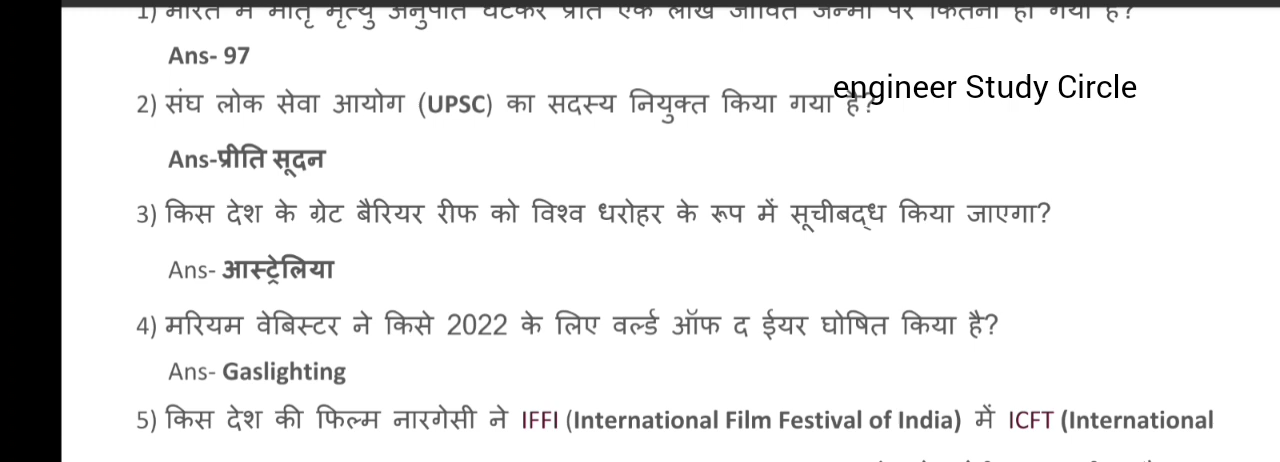 1) भारत में मातृ मृत्यु अनुपात घटकर प्रति एक लाख जीवित जन्मों पर कितना हो गया है?
Ans- 97
engineer Study Circle
2) संघ लोक सेवा आयोग (UPSC) का सदस्य नियुक्त किया गया है?
Ans-प्रीति सूदन
3) किस देश के ग्रेट बैरियर रीफ को विश्व धरोहर के रूप में सूचीबद्ध किया जाएगा?
Ans- आस्ट्रेलिया
4) मरियम वेबिस्टर ने किसे 2022 के लिए वर्ल्ड ऑफ द ईयर घोषित किया है?
Ans- Gaslighting
5) किस देश की फिल्म नारगेसी ने IFFI (International Film Festival of India) में ICFT (International